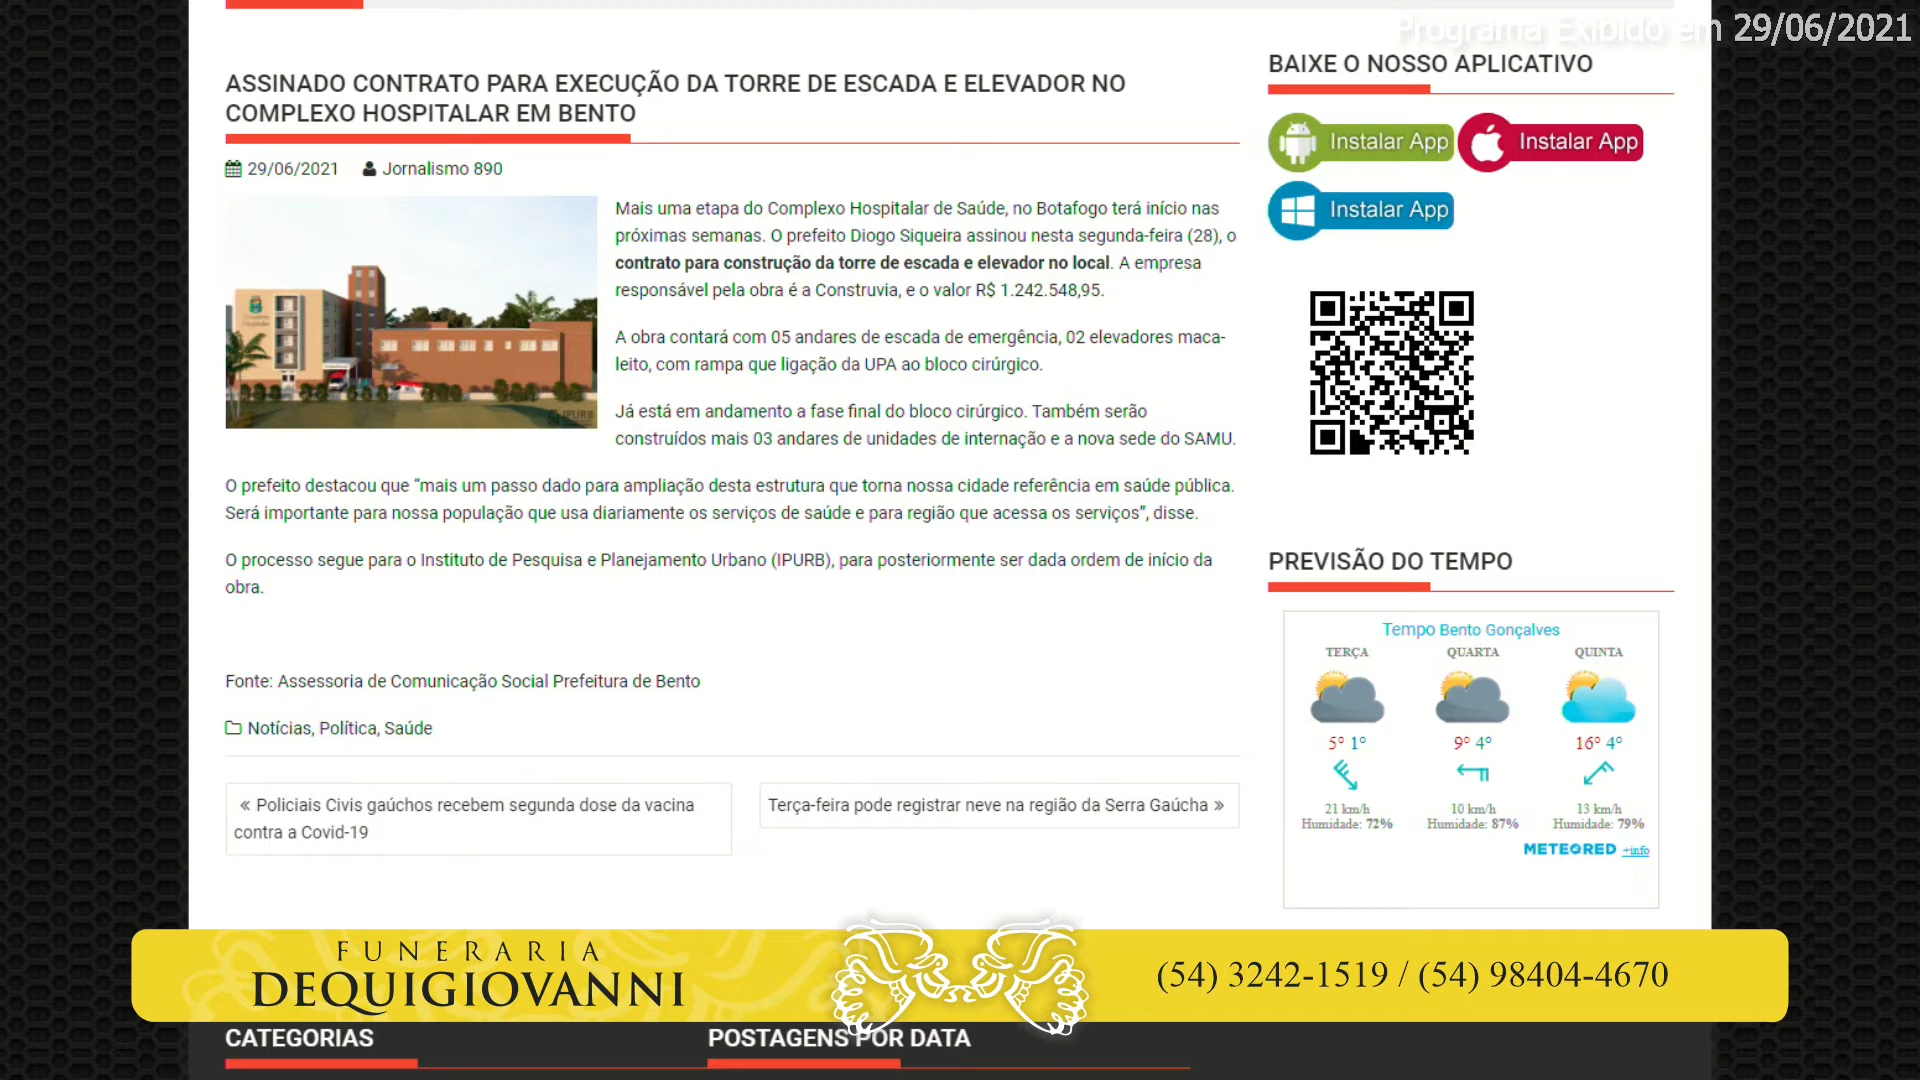 Programa Exibido em 29/06/2021
ASSINADO CONTRATO PARA EXECUÇÃO DA TORRE DE ESCADA E ELEVADOR NO
COMPLEXO HOSPITALAR EM BENTO
29/06/2021 Jornalismo 890
Mais uma etapa do Complexo Hospitalar de Saúde, no Botafogo terá início nas
próximas semanas. O prefeito Diogo Siqueira assinou nesta segunda-feira (28), o
contrato para construção da torre de escada e elevador no local. A empresa
responsável pela obra é a Construvia, e o valor R$ 1.242.548,95.
A obra contará com 05 andares de escada de emergência, 02 elevadores maca-
leito, com rampa que ligação da UPA ao bloco cirúrgico.
Já está em andamento a fase final do bloco cirúrgico. Também serão
construídos mais 03 andares de unidades de internação e a nova sede do SAMU.
O prefeito destacou que “mais um passo dado para ampliação desta estrutura que torna nossa cidade referência em saúde pública.
Será importante para nossa população que usa diariamente os serviços de saúde e para região que acessa os serviços”, disse.
O processo segue para o Instituto de Pesquisa e Planejamento Urbano (IPURB), para posteriormente ser dada ordem de início da
obra.
Fonte: Assessoria de Comunicação Social Prefeitura de Bento
Notícias, Política, Saúde
« Policiais Civis gaúchos recebem segunda dose da vacina
contra a Covid-19
Terça-feira pode registrar neve na região da Serra Gaúcha »
BAIXE O NOSSO APLICATIVO
Instalar App Instalar App
Instalar App
PREVISÃO DO TEMPO
Tempo Bento Gonçalves
TERÇA QUARTA QUINTA
5° 1° 9° 4° 16° 4°
21 km/h 10 km/h 13 km/h
Humidade: 72% Humidade: 87% Humidade: 79%
METEORED +info
FUNERARIA
DEQUIGIOVANNI
(54) 3242-1519 / (54) 98404-4670
CATEGORIAS POSTAGENS POR DATA